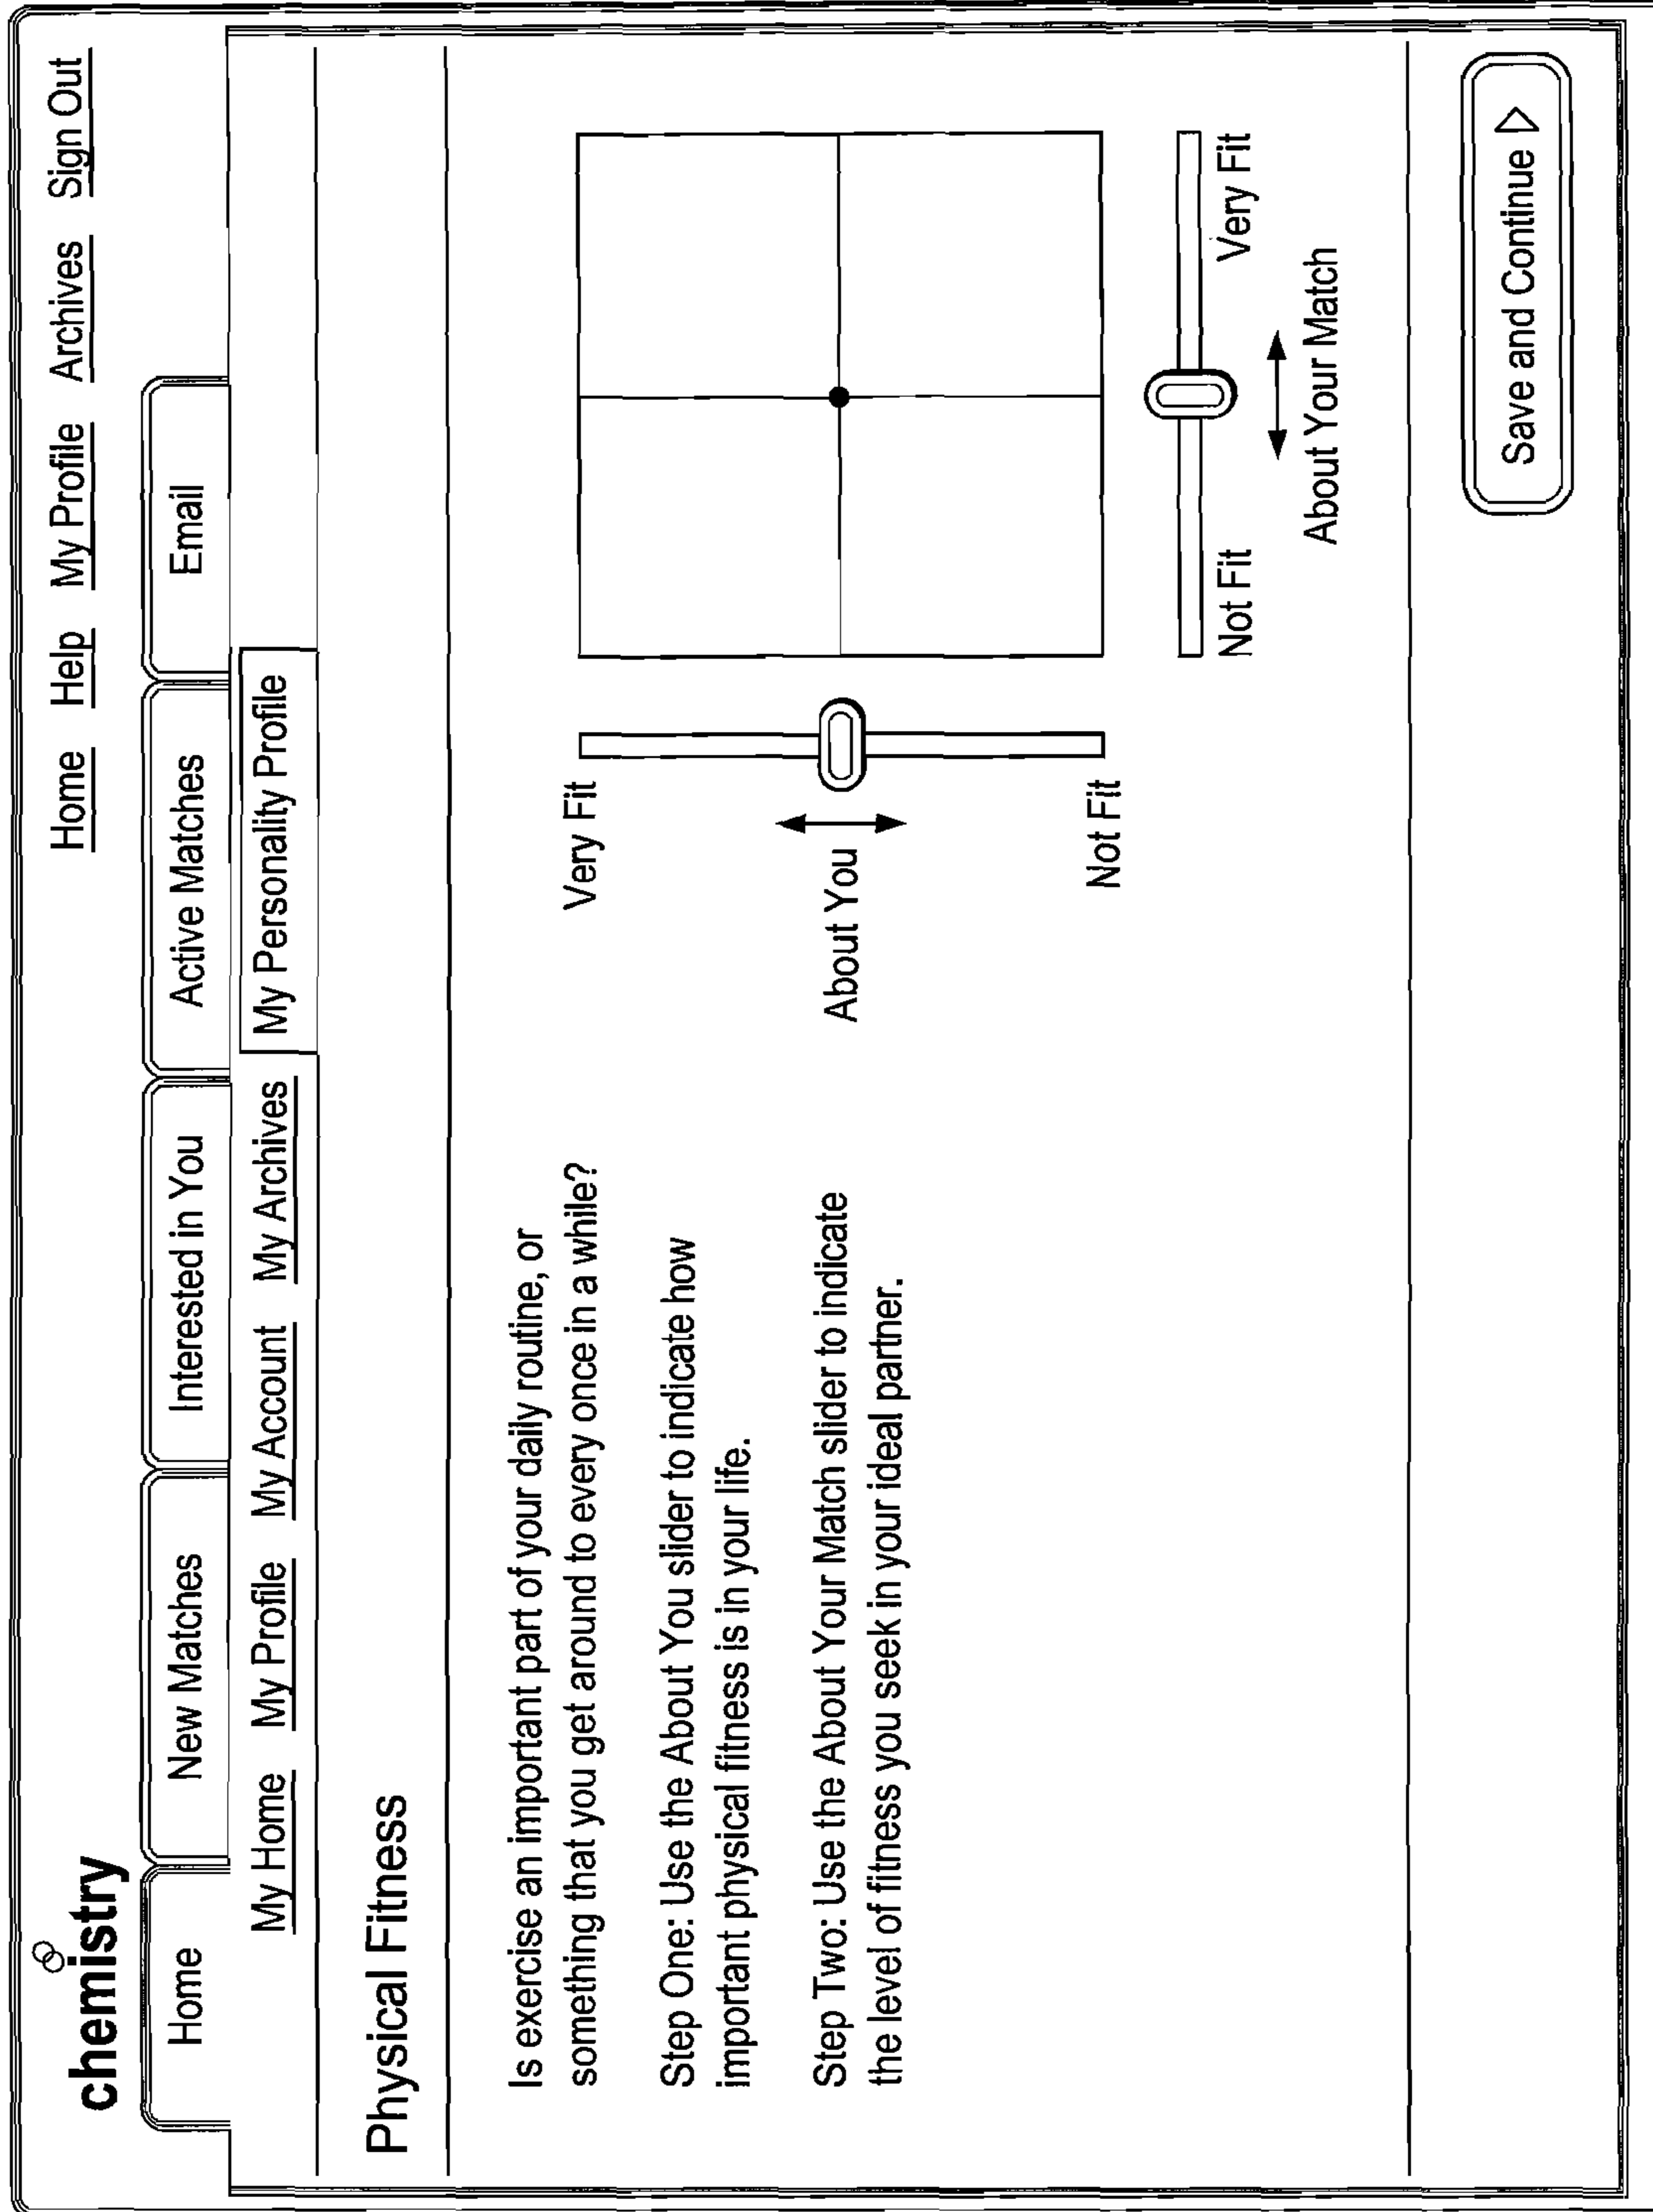 chemistry
Home Help My Profile Archives Sign Out
Home New Matches Interested in You Active Matches Email
My Home My Profile My Account My Archives My Personality Profile
Physical Fitness
Is exercise an important part of your daily routine, or
something that you get around to every once in a while?
Step One: Use the About You slider to indicate how
important physical fitness is in your life.
Step Two: Use the About Your Match slider to indicate
the level of fitness you seek in your ideal partner.
Very Fit
About You
Not Fit
Not Fit Very Fit
About Your Match
Save and Continue